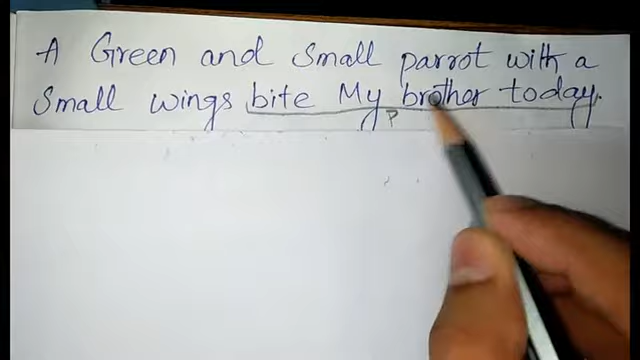 A Green and Small parrot with a
Small wings bite My brother today.
P